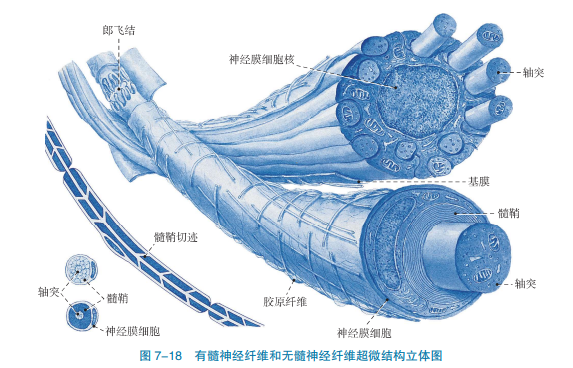 郎飞结
神经膜细胞核
轴突
基膜
髓鞘
髓鞘切迹
轴突
髓鞘
轴突
胶原纤维
神经膜细胞
神经膜细胞
图 7-18 有髓神经纤维和无髓神经纤维超微结构立体图